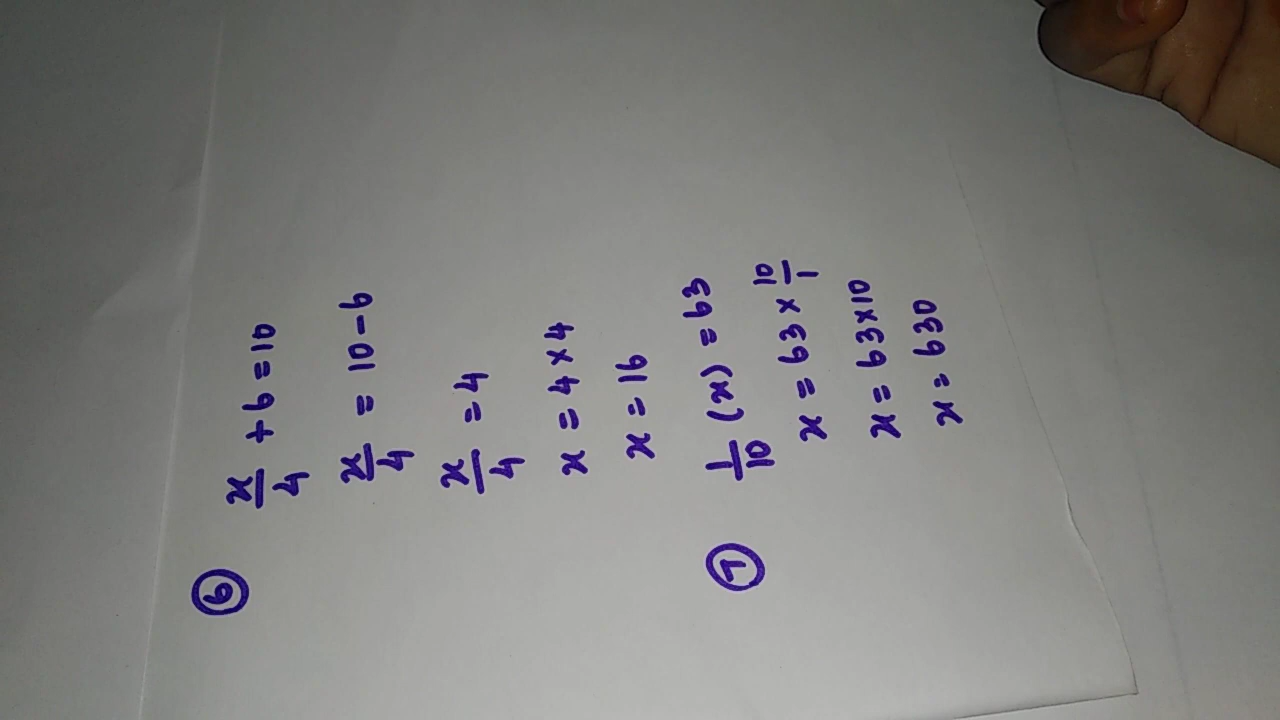 ⑥ x/4 + 6 = 10
x/4 = 10 - 6
x/4 = 4
x = 4 × 4
x = 16
⑦ 1/10 (x) = 63
x = 63 × 10/1
x = 63 × 10
x = 630